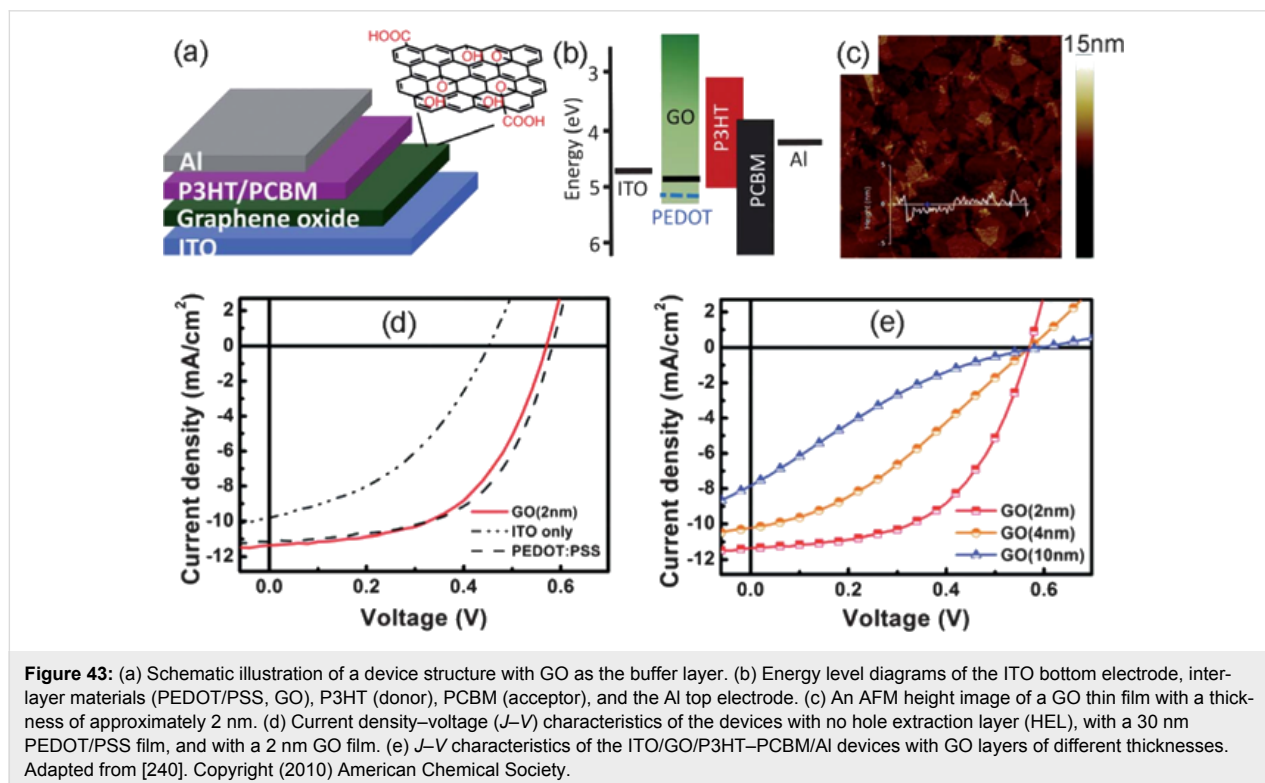 (a)
HOOC
OH
O
O
O
OH
OH
COOH
Al
P3HT/PCBM
Graphene oxide
ITO
(b)
Energy (eV)
3
4
5
6
ITO
GO
PEDOT
P3HT
PCBM
Al
(c)
15nm
Height (nm)
5
0
-5
(d)
Current density (mA/cm²)
2
0
-2
-4
-6
-8
-10
-12
0.0
0.2
0.4
0.6
Voltage (V)
GO(2nm)
ITO only
PEDOT:PSS
(e)
Current density (mA/cm²)
2
0
-2
-4
-6
-8
-10
-12
0.0
0.2
0.4
0.6
Voltage (V)
GO(2nm)
GO(4nm)
GO(10nm)
Figure 43: (a) Schematic illustration of a device structure with GO as the buffer layer. (b) Energy level diagrams of the ITO bottom electrode, inter-
layer materials (PEDOT/PSS, GO), P3HT (donor), PCBM (acceptor), and the Al top electrode. (c) An AFM height image of a GO thin film with a thick-
ness of approximately 2 nm. (d) Current density–voltage (J–V) characteristics of the devices with no hole extraction layer (HEL), with a 30 nm
PEDOT/PSS film, and with a 2 nm GO film. (e) J–V characteristics of the ITO/GO/P3HT–PCBM/Al devices with GO layers of different thicknesses.
Adapted from [240]. Copyright (2010) American Chemical Society.